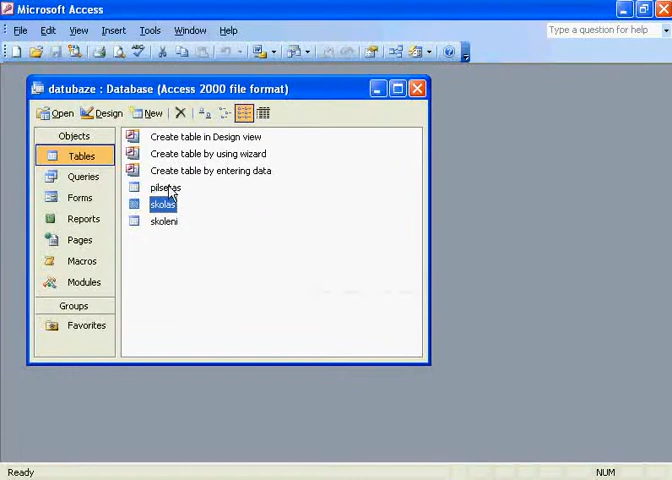 Microsoft Access
File Edit View Insert Tools Window Help
Type a question for help
datubaze : Database (Access 2000 file format)
Open Design New
Objects
Tables
Queries
Forms
Reports
Pages
Macros
Modules
Groups
Favorites
Create table in Design view
Create table by using wizard
Create table by entering data
pilsetas
skolas
skoleni
Ready
NUM